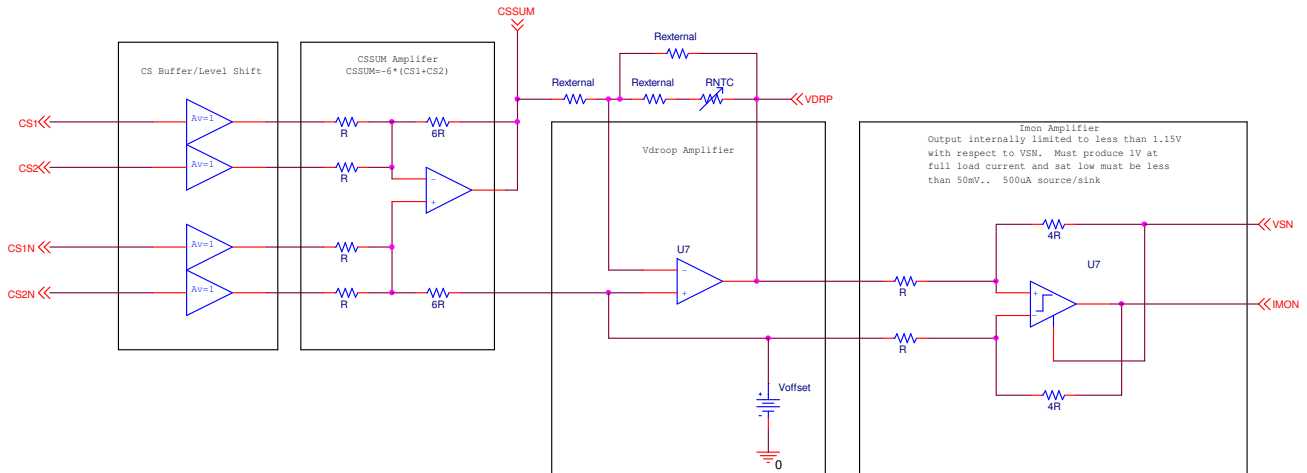 CSSUM
CS Buffer/Level Shift
CSSUM Amplifer
CSSUM=-6*(CS1+CS2)
Rexternal
Rexternal
Rexternal
RNTC
VDRP
CS1
Av=1
R
6R
CS2
Av=1
R
-
+
CS1N
Av=1
R
CS2N
Av=1
R
6R
Vdroop Amplifier
U7
-
+
Voffset
+
-
0
Imon Amplifier
Output internally limited to less than 1.15V
with respect to VSN. Must produce 1V at
full load current and sat low must be less
than 50mV.. 500uA source/sink
4R
VSN
U7
R
+
-
IMON
R
4R